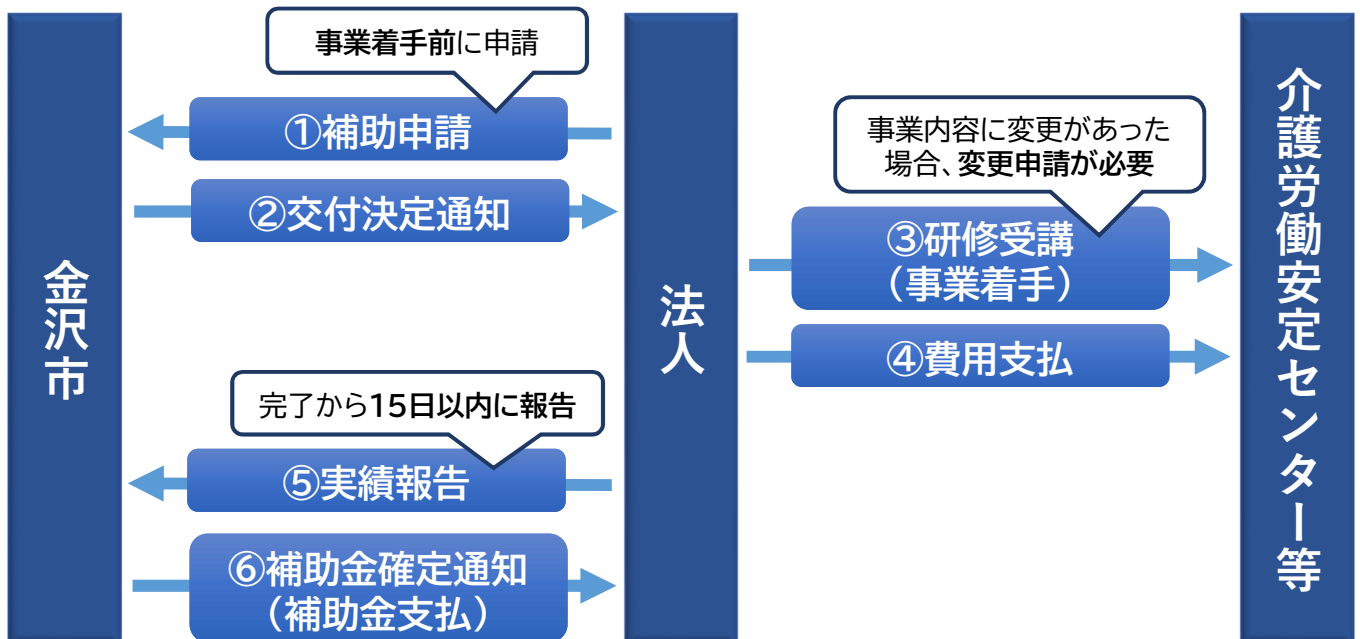 事業着手前に申請
①補助申請
②交付決定通知
事業内容に変更があった
場合、変更申請が必要
③研修受講
（事業着手）
④費用支払
完了から15日以内に報告
⑤実績報告
⑥補助金確定通知
（補助金支払）
金沢市
法人
介護労働安定センター等